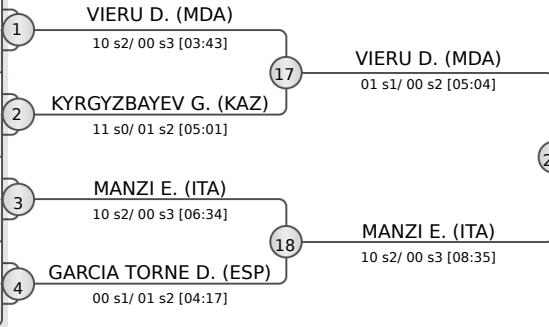 1
VIERU D. (MDA)
10 s2/ 00 s3 [03:43]
17
VIERU D. (MDA)
01 s1/ 00 s2 [05:04]
2
KYRGYZBAYEV G. (KAZ)
11 s0/ 01 s2 [05:01]
3
MANZI E. (ITA)
10 s2/ 00 s3 [06:34]
18
MANZI E. (ITA)
10 s2/ 00 s3 [08:35]
4
GARCIA TORNE D. (ESP)
00 s1/ 01 s2 [04:17]